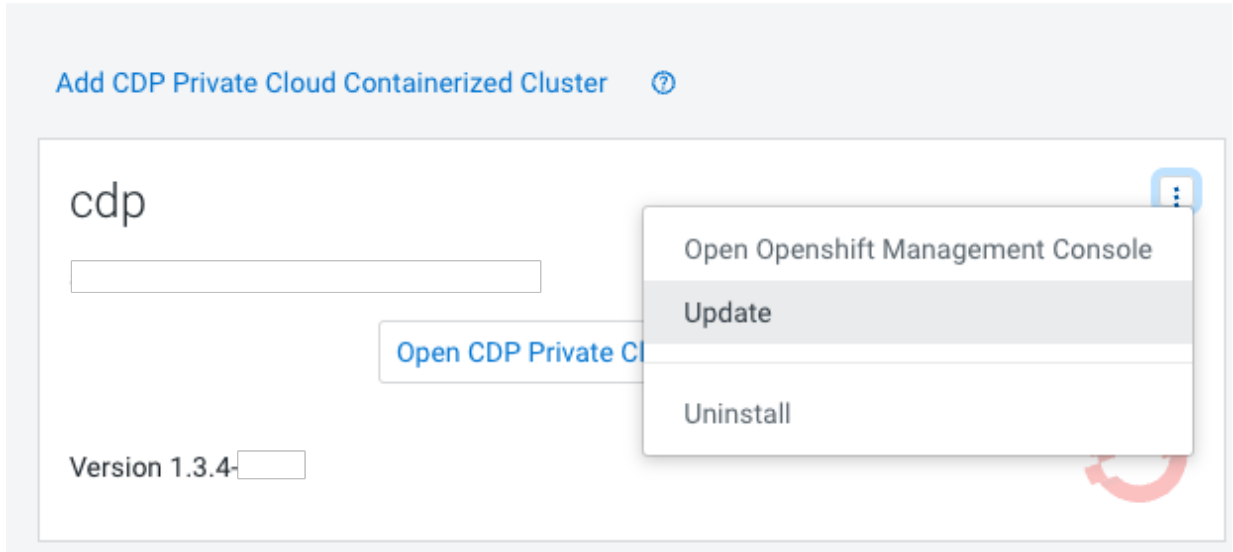 Add CDP Private Cloud Containerized Cluster
cdp
Open Openshift Management Console
Update
Open CDP Private Cl
Uninstall
Version 1.3.4-